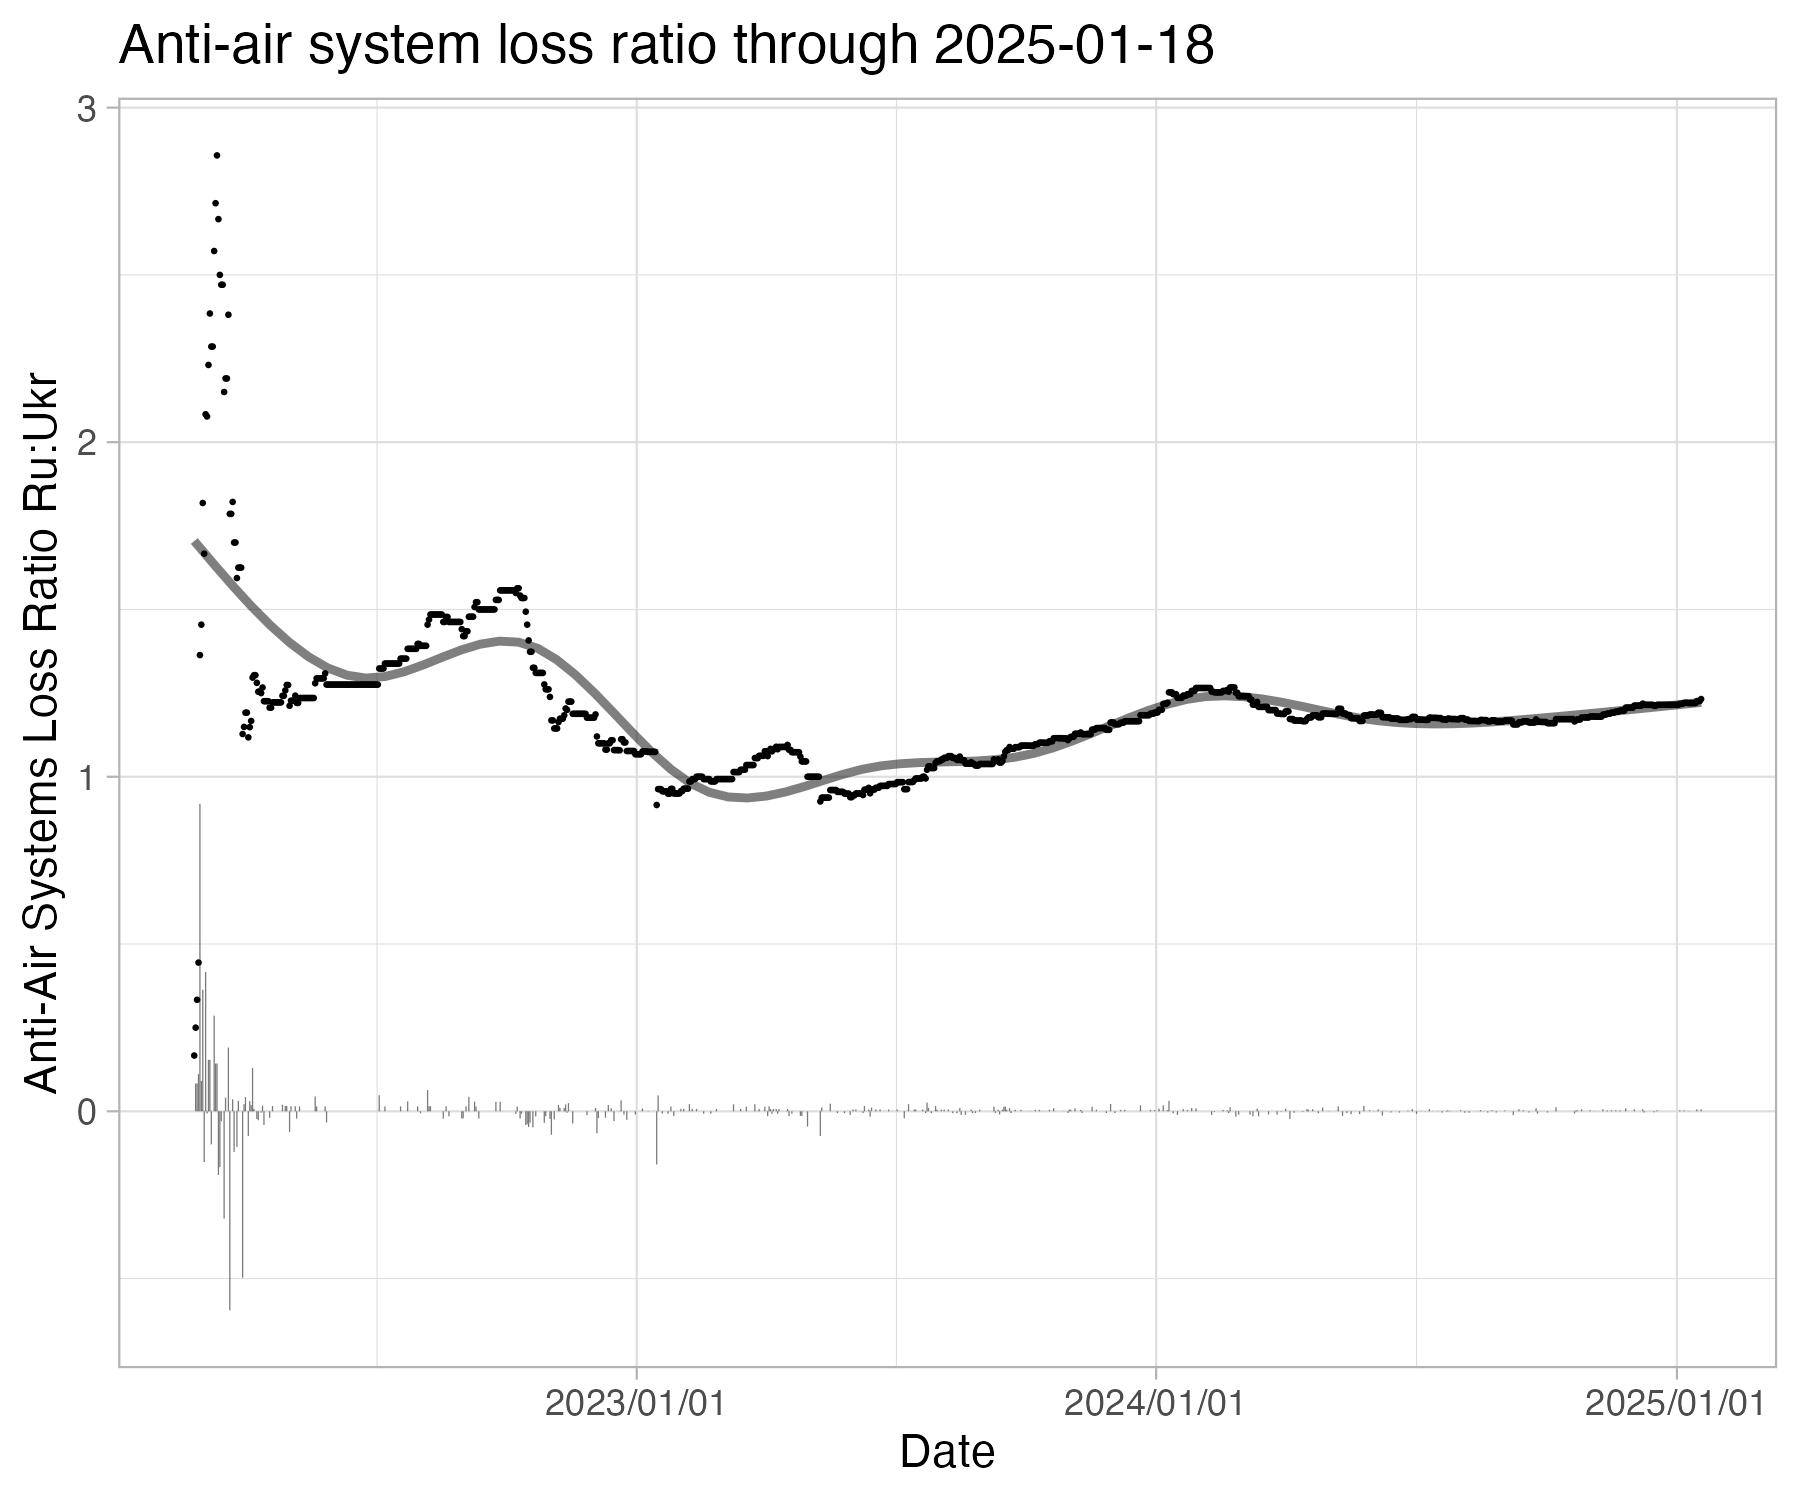 Anti-air system loss ratio through 2025-01-18
Anti-Air Systems Loss Ratio Ru:Ukr
3
2
1
0
2023/01/01
2024/01/01
2025/01/01
Date